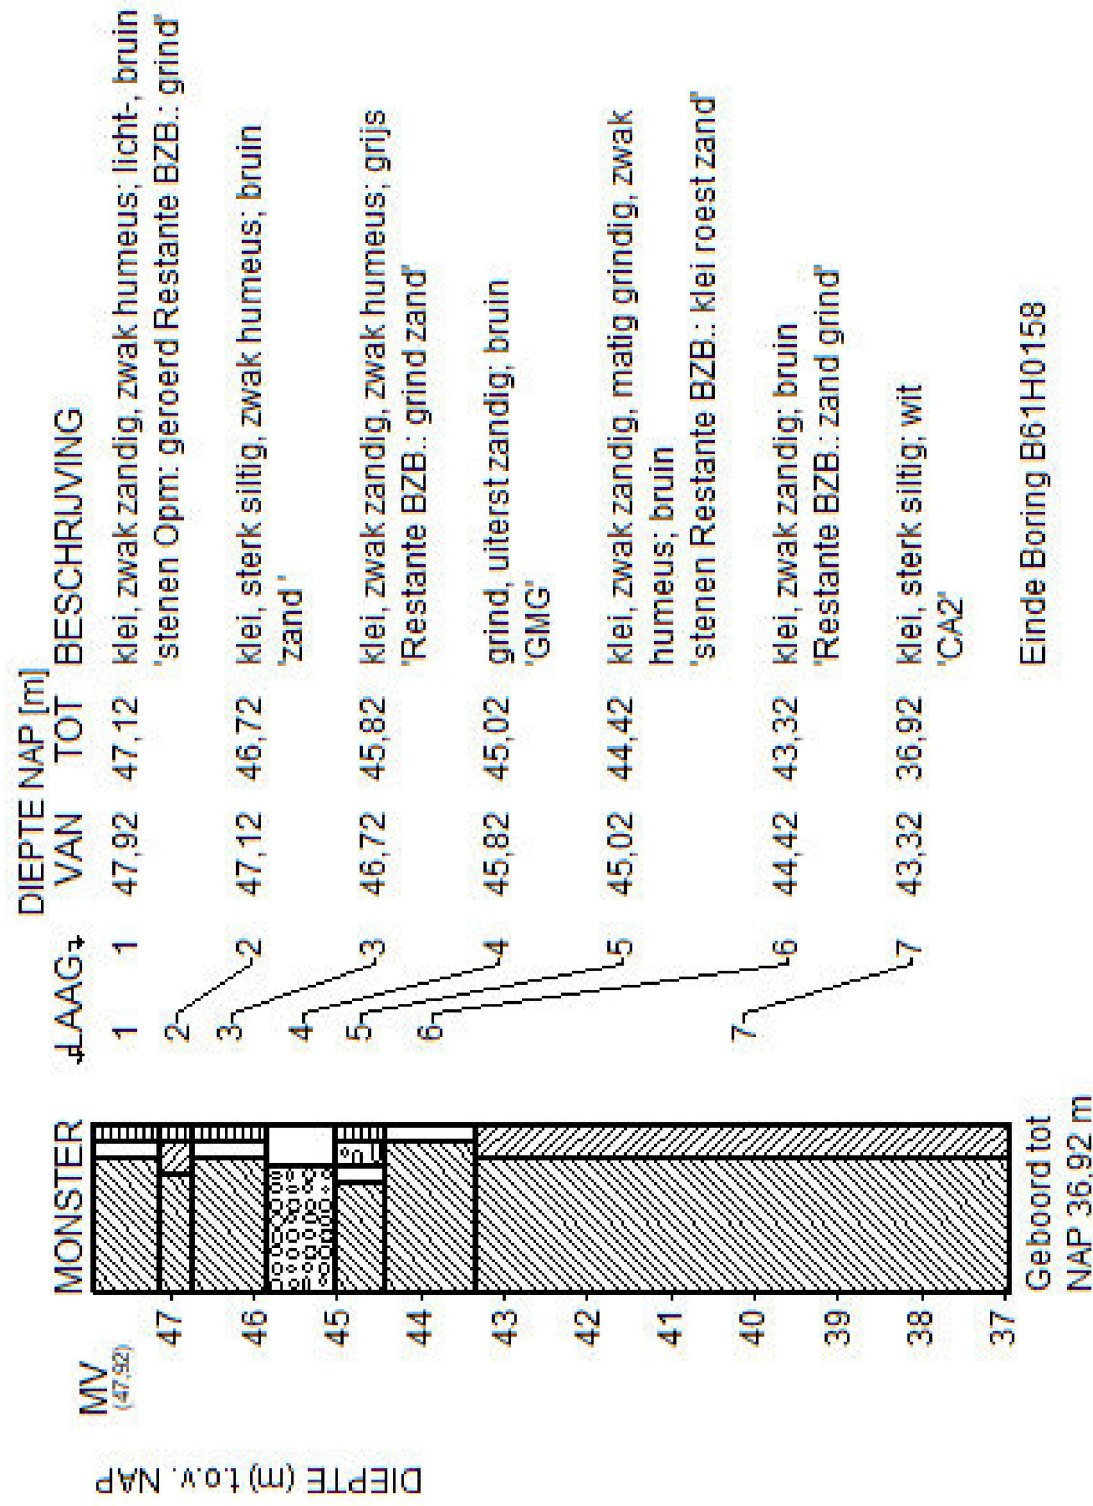 DIEPTE NAP [m]
MONSTER LAAG VAN TOT BESCHRIJVING
MV
(47,92)
DIEPTE (m) t.o.v. NAP
47
46
45
44
43
42
41
40
39
38
37
1 1 47,92 47,12 klei, zwak zandig, zwak humeus; licht-, bruin
'stenen Opm: geroerd Restante BZB.: grind'
2 2 47,12 46,72 klei, sterk siltig, zwak humeus; bruin
'zand '
3 3 46,72 45,82 klei, zwak zandig, zwak humeus; grijs
'Restante BZB.: grind zand'
4 4 45,82 45,02 grind, uiterst zandig; bruin
'GMG'
5 5 45,02 44,42 klei, zwak zandig, matig grindig, zwak
humeus; bruin
'stenen Restante BZB.: klei roest zand'
6 6 44,42 43,32 klei, zwak zandig; bruin
'Restante BZB.: zand grind'
7 7 43,32 36,92 klei, sterk siltig; wit
'CA2'
Geboord tot
NAP 36,92 m
Einde Boring B61H0158